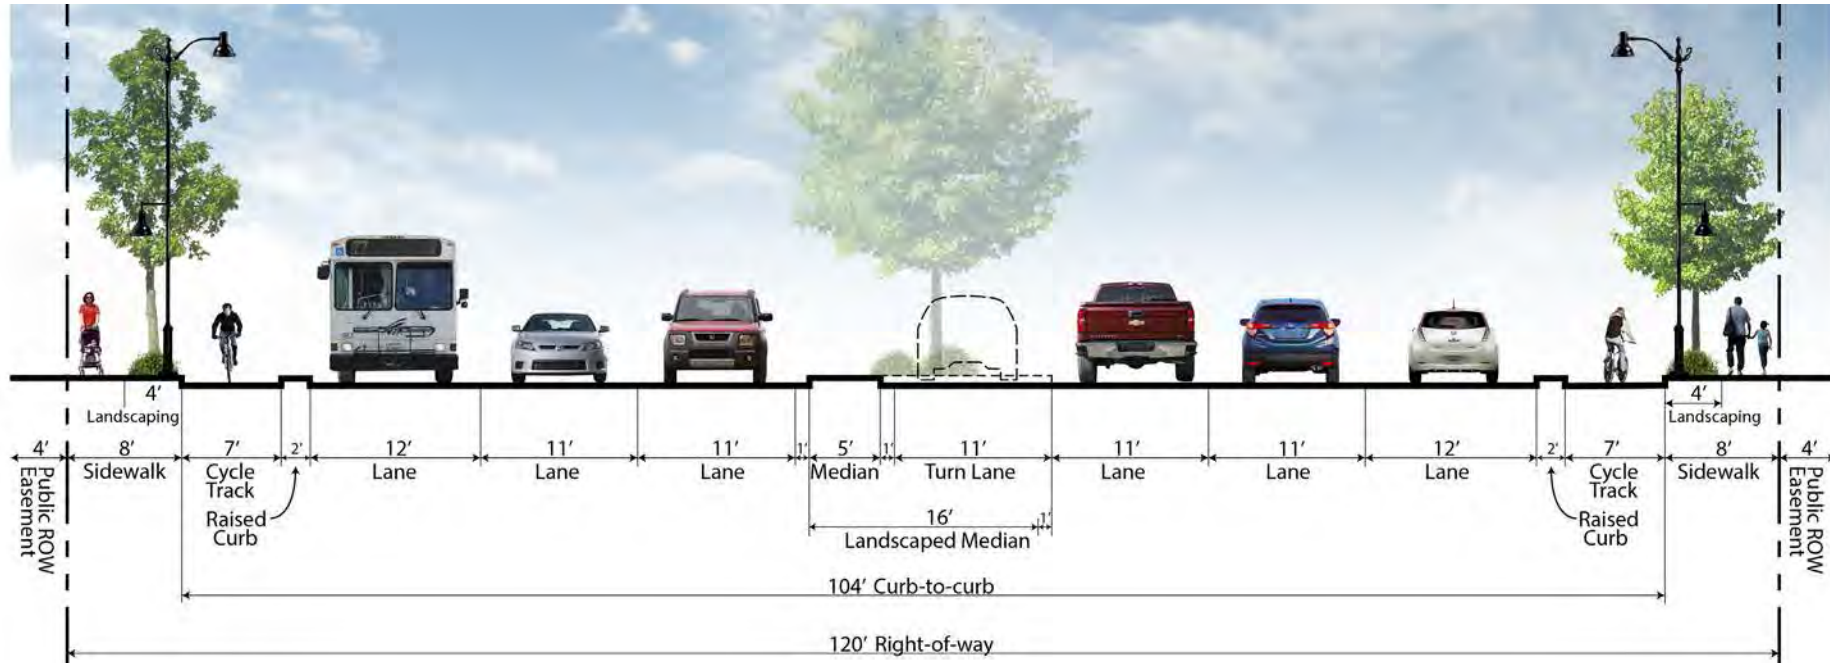 4’
Landscaping
4’
Landscaping
4’
8’
7’
2’
12’
11’
11’
1’
5’
1’
11’
11’
11’
12’
2’
7’
8’
4’
Public ROW
Easement
Sidewalk
Cycle
Track
Lane
Lane
Lane
Median
Turn Lane
Lane
Lane
Lane
Cycle
Track
Sidewalk
Public ROW
Easement
Raised
Curb
16’
1’
Landscaped Median
Raised
Curb
104’ Curb-to-curb
120’ Right-of-way